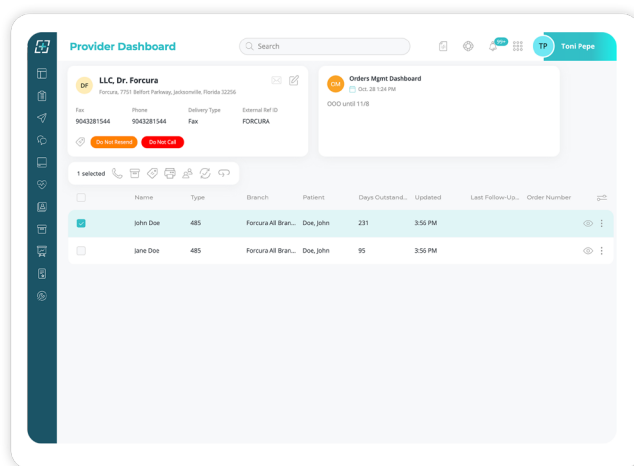 Provider Dashboard
Search
99+
TP
Toni Pepe
DF
LLC, Dr. Forcura
Forcura, 7751 Belfort Parkway, Jacksonville, Florida 32256
Fax Phone Delivery Type External Ref ID
9043281544 9043281544 Fax FORCURA
Do Not Resend Do Not Call
OM
Orders Mgmt Dashboard
Oct. 28 1:24 PM
OOO until 11/8
1 selected
Name Type Branch Patient Days Outstand... Updated Last Follow-Up... Order Number
John Doe 485 Forcura All Bran... Doe, John 231 3:56 PM
Jane Doe 485 Forcura All Bran... Doe, John 95 3:56 PM